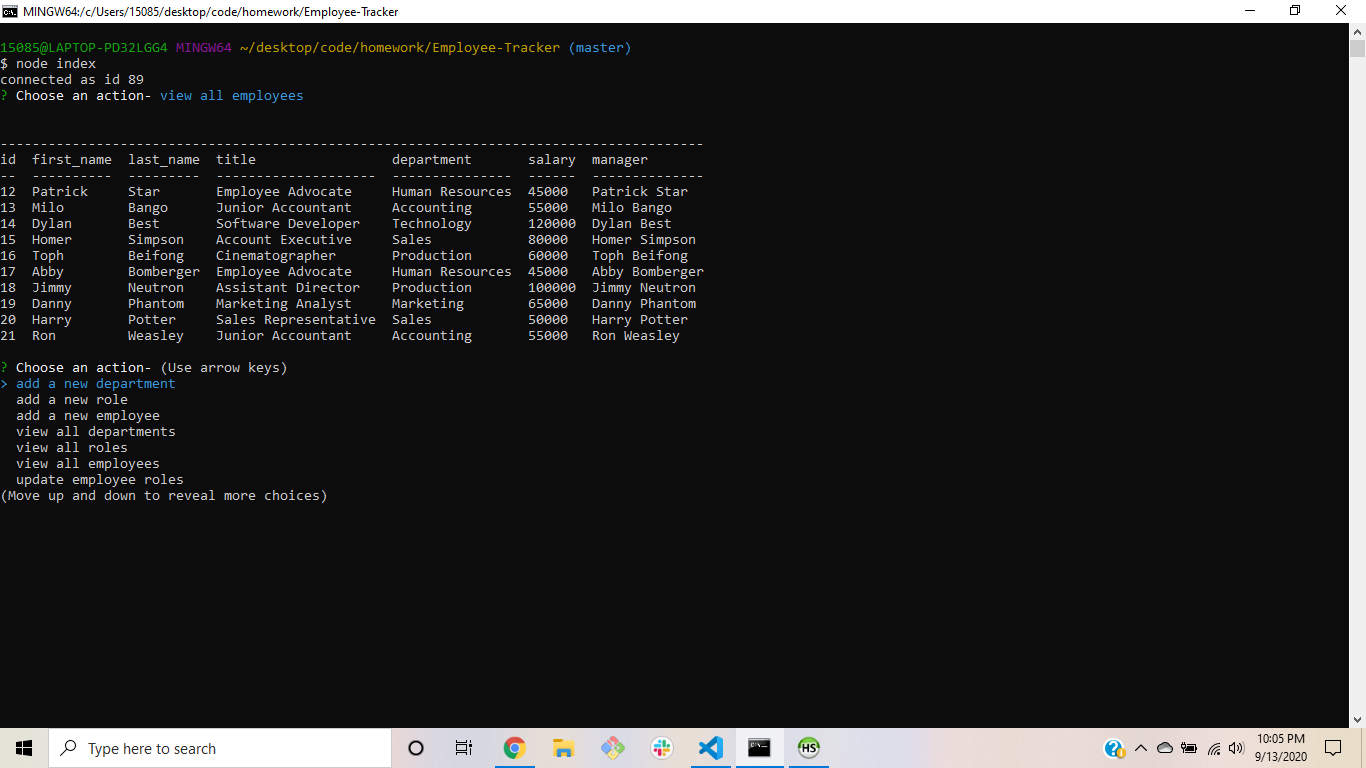 MINGW64:/c/Users/15085/desktop/code/homework/Employee-Tracker
15085@LAPTOP-PD32LGG4 MINGW64 ~/desktop/code/homework/Employee-Tracker (master)
$ node index
connected as id 89
? Choose an action- view all employees
----------------------------------------------------------------------------------------
id  first_name  last_name  title                 department       salary  manager
--  ----------  ---------  --------------------  ---------------  ------  --------------
12  Patrick     Star       Employee Advocate     Human Resources  45000   Patrick Star
13  Milo        Bango      Junior Accountant     Accounting       55000   Milo Bango
14  Dylan       Best       Software Developer    Technology       120000  Dylan Best
15  Homer       Simpson    Account Executive     Sales            80000   Homer Simpson
16  Toph        Beifong    Cinematographer       Production       60000   Toph Beifong
17  Abby        Bomberger  Employee Advocate     Human Resources  45000   Abby Bomberger
18  Jimmy       Neutron    Assistant Director    Production       100000  Jimmy Neutron
19  Danny       Phantom    Marketing Analyst     Marketing        65000   Danny Phantom
20  Harry       Potter     Sales Representative  Sales            50000   Harry Potter
21  Ron         Weasley    Junior Accountant     Accounting       55000   Ron Weasley
? Choose an action- (Use arrow keys)
> add a new department
  add a new role
  add a new employee
  view all departments
  view all roles
  view all employees
  update employee roles
(Move up and down to reveal more choices)
Type here to search
HS
10:05 PM
9/13/2020